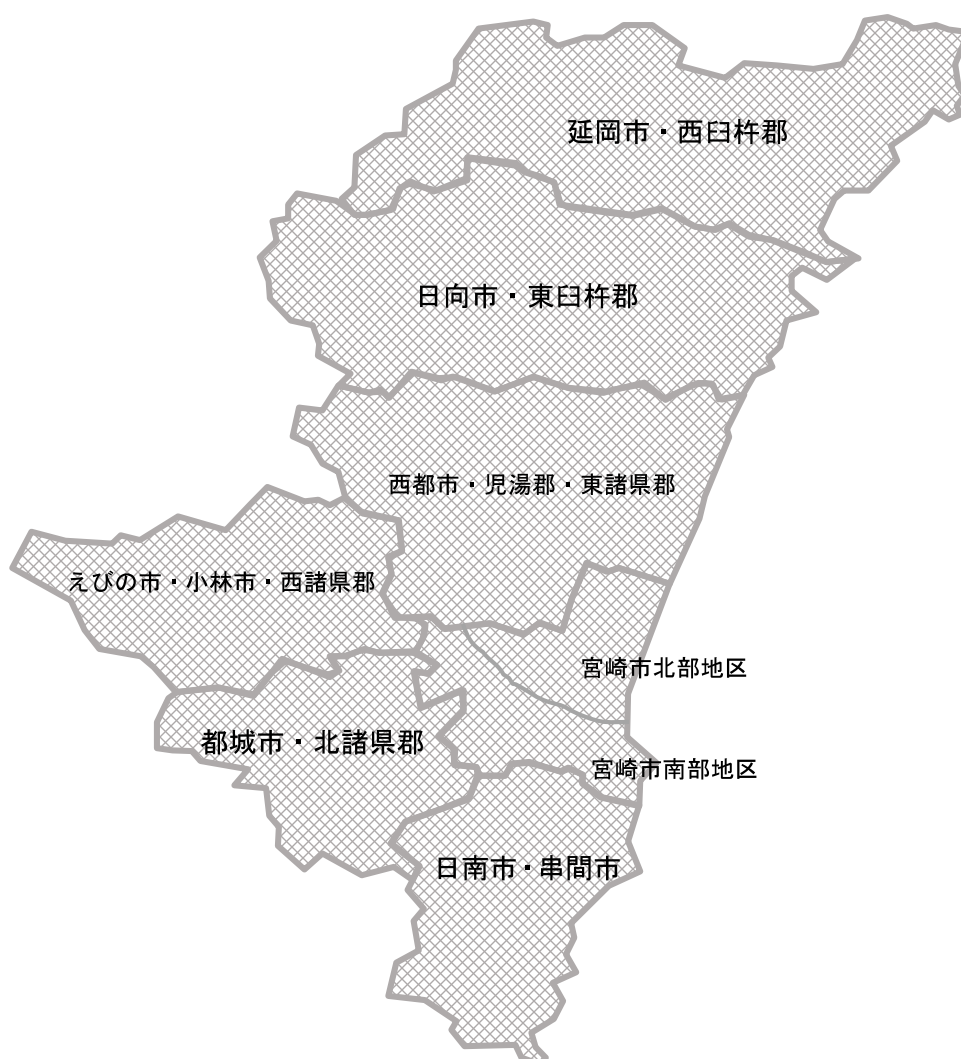 延岡市・西臼杵郡
日向市・東臼杵郡
西都市・児湯郡・東諸県郡
えびの市・小林市・西諸県郡
宮崎市北部地区
都城市・北諸県郡
宮崎市南部地区
日南市・串間市